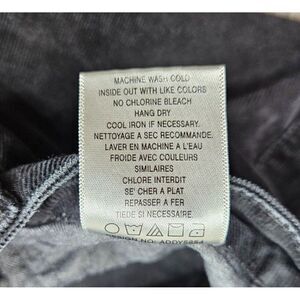 MACHINE WASH COLD
INSIDE OUT WITH LIKE COLORS
NO CHLORINE BLEACH
HANG DRY
COOL IRON IF NECESSARY.
NETTOYAGE A SEC RECOMMANDE.
LAVER EN MACHINE A L'EAU
FROIDE AVEC COULEURS
SIMILAIRES
CHLORE INTERDIT
SE' CHER A PLAT
REPASSER A FER
TIEDE SI NECESSAIRE
DESIGN NO: